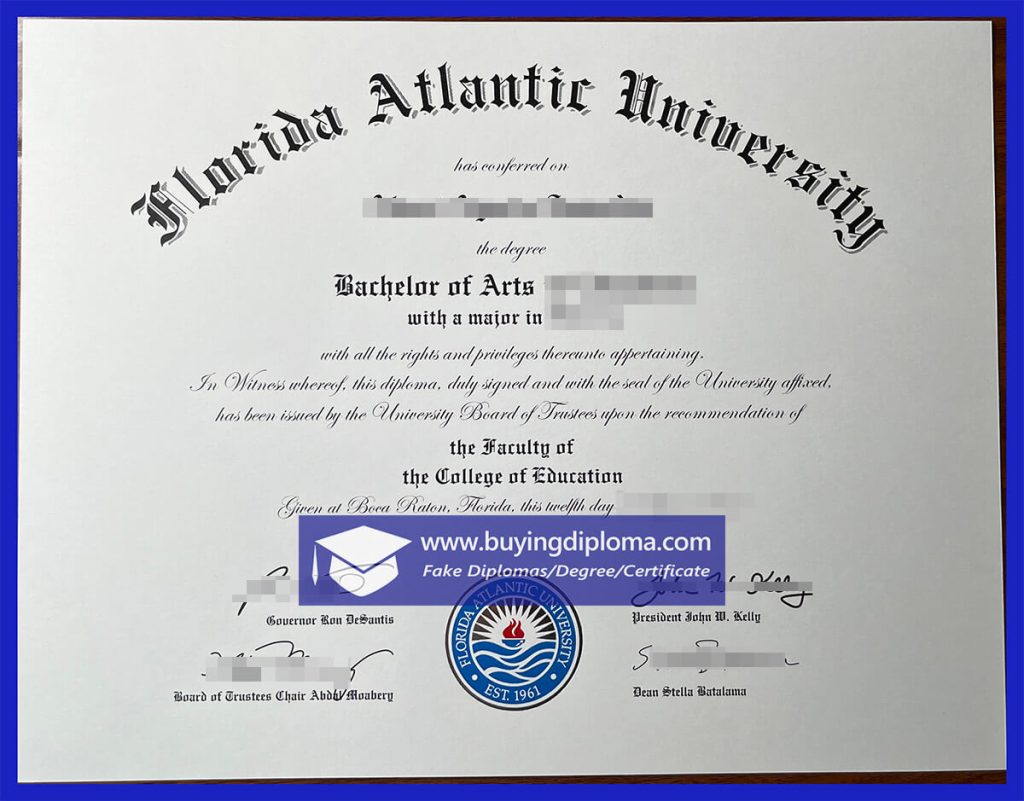 Florida Atlantic University
has conferred on
the degree
Bachelor of Arts
with a major in
with all the rights and privileges thereunto appertaining.
In Witness whereof, this diploma, duly signed and with the seal of the University affixed,
has been issued by the University Board of Trustees upon the recommendation of
the Faculty of
the College of Education
Given at Boca Raton, Florida, this twelfth day
www.buyingdiploma.com
Fake Diplomas/Degree/Certificate
Governor Ron DeSantis
John W. Kelly
President John W. Kelly
Board of Trustees Chair Abdul Moabery
Dean Stella Batalama
FLORIDA ATLANTIC UNIVERSITY
EST. 1961